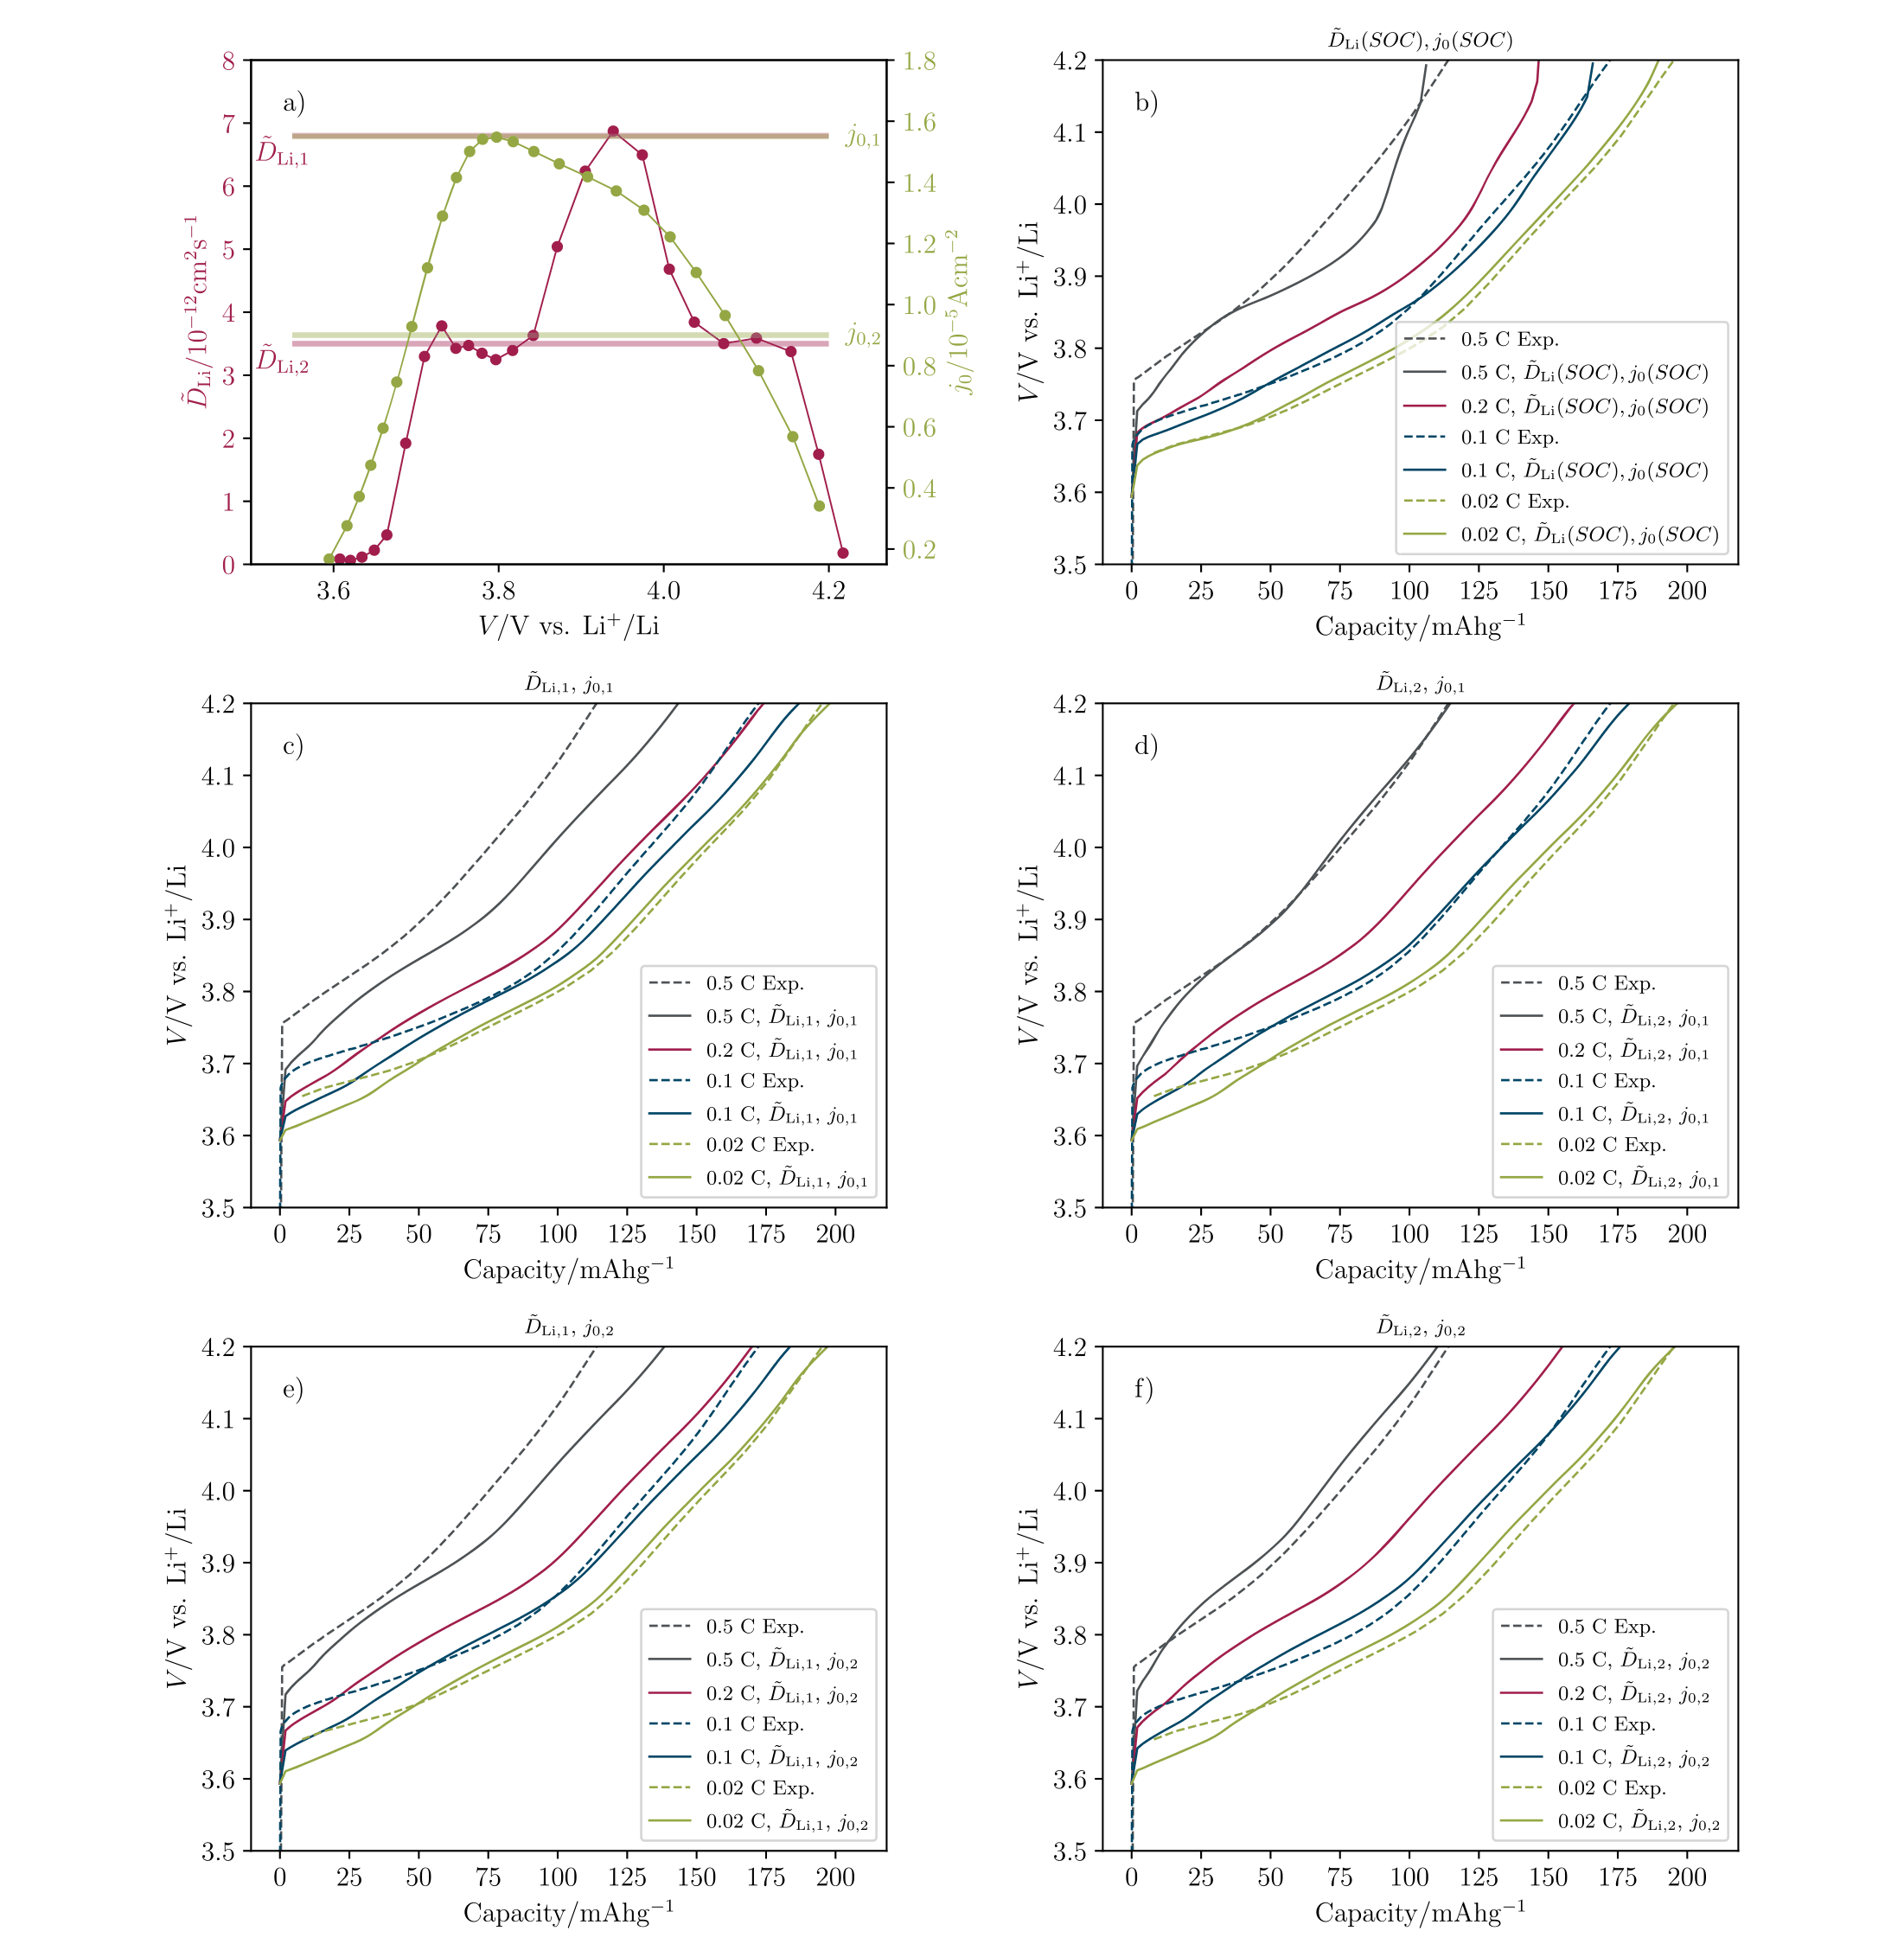 a)
8
7
6
5
4
3
2
1
0
D̃Li/10−12cm2s−1
D̃Li,1
D̃Li,2
j0,1
j0,2
1.8
1.6
1.4
1.2
1.0
0.8
0.6
0.4
0.2
j0/10−5Acm−2
3.6 3.8 4.0 4.2
V/V vs. Li+/Li
D̃Li(SOC), j0(SOC)
b)
4.2
4.1
4.0
3.9
3.8
3.7
3.6
3.5
V/V vs. Li+/Li
0.5 C Exp.
0.5 C, D̃Li(SOC), j0(SOC)
0.2 C, D̃Li(SOC), j0(SOC)
0.1 C Exp.
0.1 C, D̃Li(SOC), j0(SOC)
0.02 C Exp.
0.02 C, D̃Li(SOC), j0(SOC)
0 25 50 75 100 125 150 175 200
Capacity/mAhg−1
D̃Li,1, j0,1
c)
4.2
4.1
4.0
3.9
3.8
3.7
3.6
3.5
V/V vs. Li+/Li
0.5 C Exp.
0.5 C, D̃Li,1, j0,1
0.2 C, D̃Li,1, j0,1
0.1 C Exp.
0.1 C, D̃Li,1, j0,1
0.02 C Exp.
0.02 C, D̃Li,1, j0,1
0 25 50 75 100 125 150 175 200
Capacity/mAhg−1
D̃Li,2, j0,1
d)
4.2
4.1
4.0
3.9
3.8
3.7
3.6
3.5
V/V vs. Li+/Li
0.5 C Exp.
0.5 C, D̃Li,2, j0,1
0.2 C, D̃Li,2, j0,1
0.1 C Exp.
0.1 C, D̃Li,2, j0,1
0.02 C Exp.
0.02 C, D̃Li,2, j0,1
0 25 50 75 100 125 150 175 200
Capacity/mAhg−1
D̃Li,1, j0,2
e)
4.2
4.1
4.0
3.9
3.8
3.7
3.6
3.5
V/V vs. Li+/Li
0.5 C Exp.
0.5 C, D̃Li,1, j0,2
0.2 C, D̃Li,1, j0,2
0.1 C Exp.
0.1 C, D̃Li,1, j0,2
0.02 C Exp.
0.02 C, D̃Li,1, j0,2
0 25 50 75 100 125 150 175 200
Capacity/mAhg−1
D̃Li,2, j0,2
f)
4.2
4.1
4.0
3.9
3.8
3.7
3.6
3.5
V/V vs. Li+/Li
0.5 C Exp.
0.5 C, D̃Li,2, j0,2
0.2 C, D̃Li,2, j0,2
0.1 C Exp.
0.1 C, D̃Li,2, j0,2
0.02 C Exp.
0.02 C, D̃Li,2, j0,2
0 25 50 75 100 125 150 175 200
Capacity/mAhg−1